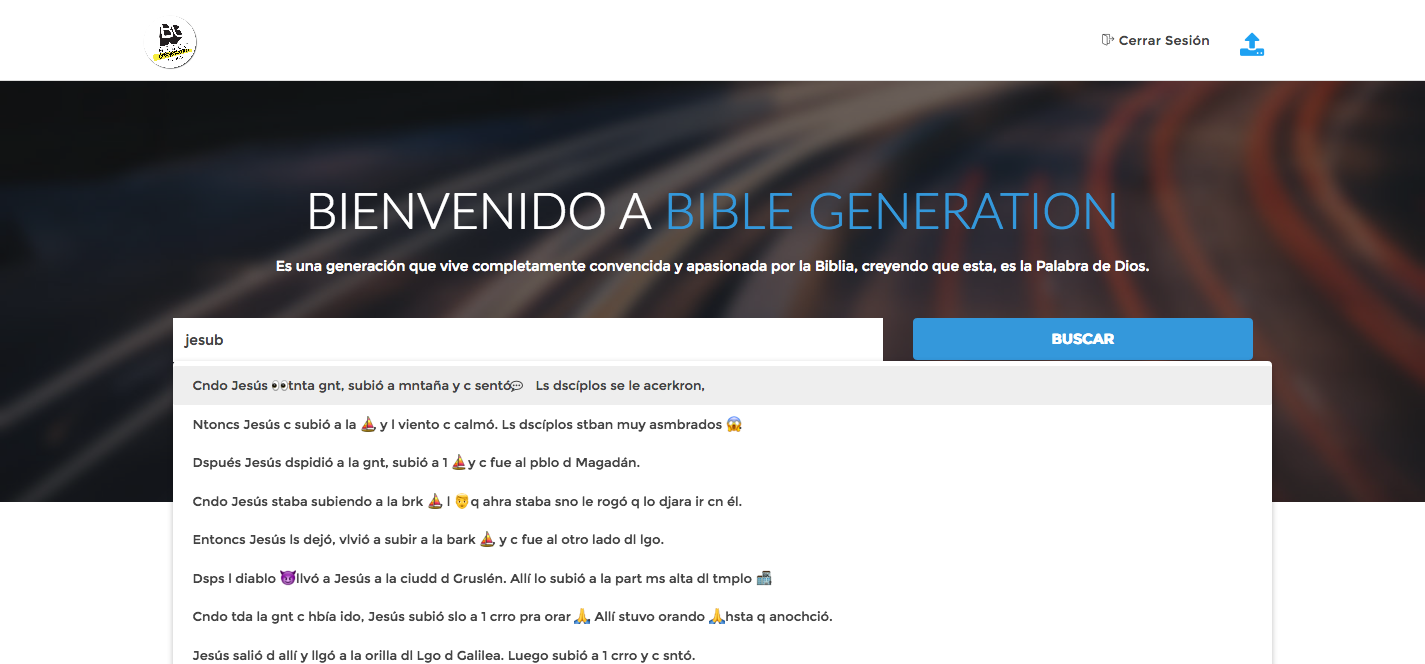 BG
Cerrar Sesión
BIENVENIDO A BIBLE GENERATION
Es una generación que vive completamente convencida y apasionada por la Biblia, creyendo que esta, es la Palabra de Dios.
jesub
BUSCAR
Cndo Jesús 👀tnta gnt, subió a mntaña y c sentó💬 Ls dscíplos se le acerkron,
Ntoncs Jesús c subió a la ⛵ y l viento c calmó. Ls dscíplos stban muy asmbrados 😱
Dspués Jesús dspidió a la gnt, subió a 1 ⛵y c fue al pblo d Magadán.
Cndo Jesús staba subiendo a la brk ⛵ l 👨q ahra staba sno le rogó q lo djara ir cn él.
Entoncs Jesús ls dejó, vlvió a subir a la bark ⛵ y c fue al otro lado dl lgo.
Dsps l diablo 😈llvó a Jesús a la ciudd d Gruslén. Allí lo subió a la part ms alta dl tmplo 🏰
Cndo tda la gnt c hbía ido, Jesús subió slo a 1 crro pra orar 🙏 Allí stuvo orando 🙏hsta q anochció.
Jesús salió d allí y llgó a la orilla dl Lgo d Galilea. Luego subió a 1 crro y c sntó.